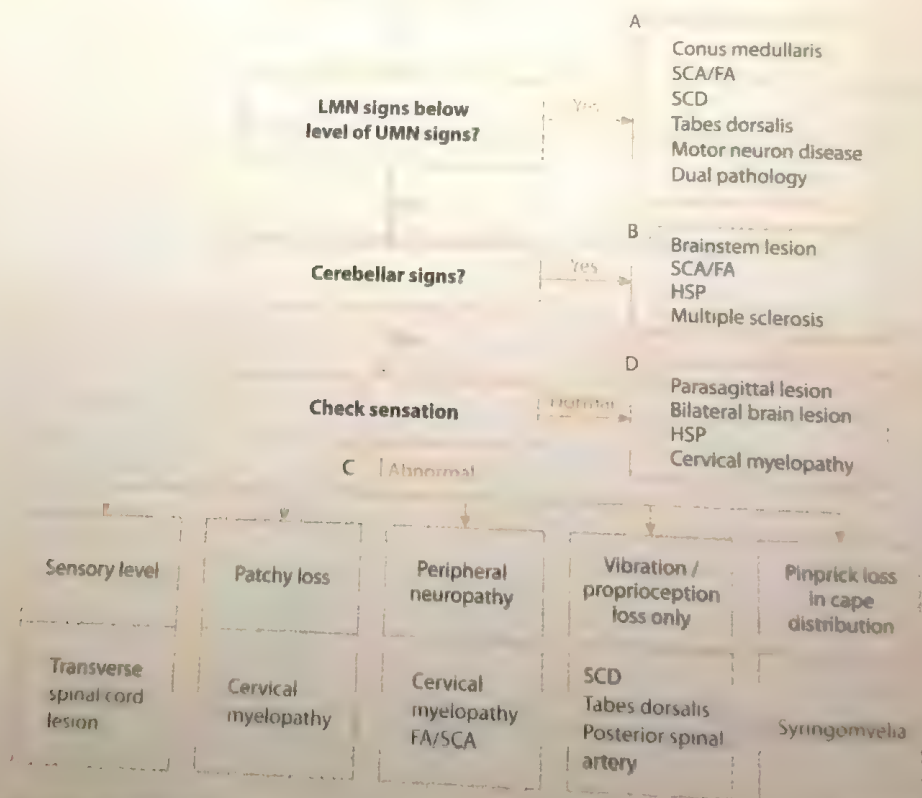 A
Conus medullaris
SCA/FA
SCD
Tabes dorsalis
Motor neuron disease
Dual pathology
LMN signs below
level of UMN signs?
Yes
B
Brainstem lesion
SCA/FA
HSP
Multiple sclerosis
Cerebellar signs?
Yes
D
Parasagittal lesion
Bilateral brain lesion
HSP
Cervical myelopathy
Check sensation
C
Abnormal
Sensory level
Patchy loss
Peripheral
neuropathy
Vibration /
proprioception
loss only
Pinprick loss
in cape
distribution
Transverse
spinal cord
lesion
Cervical
myelopathy
Cervical
myelopathy
FA/SCA
SCD
Tabes dorsalis
Posterior spinal
artery
Syringomyelia